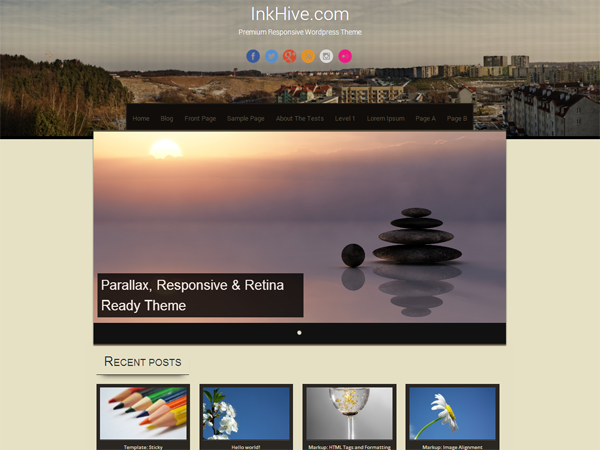 InkHive.com
Premium Responsive Wordpress Theme
Home Blog Front Page Sample Page About The Tests Level 1 Lorem Ipsum Page A Page B
Parallax, Responsive & Retina
Ready Theme
Recent posts
Template: Sticky Hello world! Markup: HTML Tags and Formatting Markup: Image Alignment